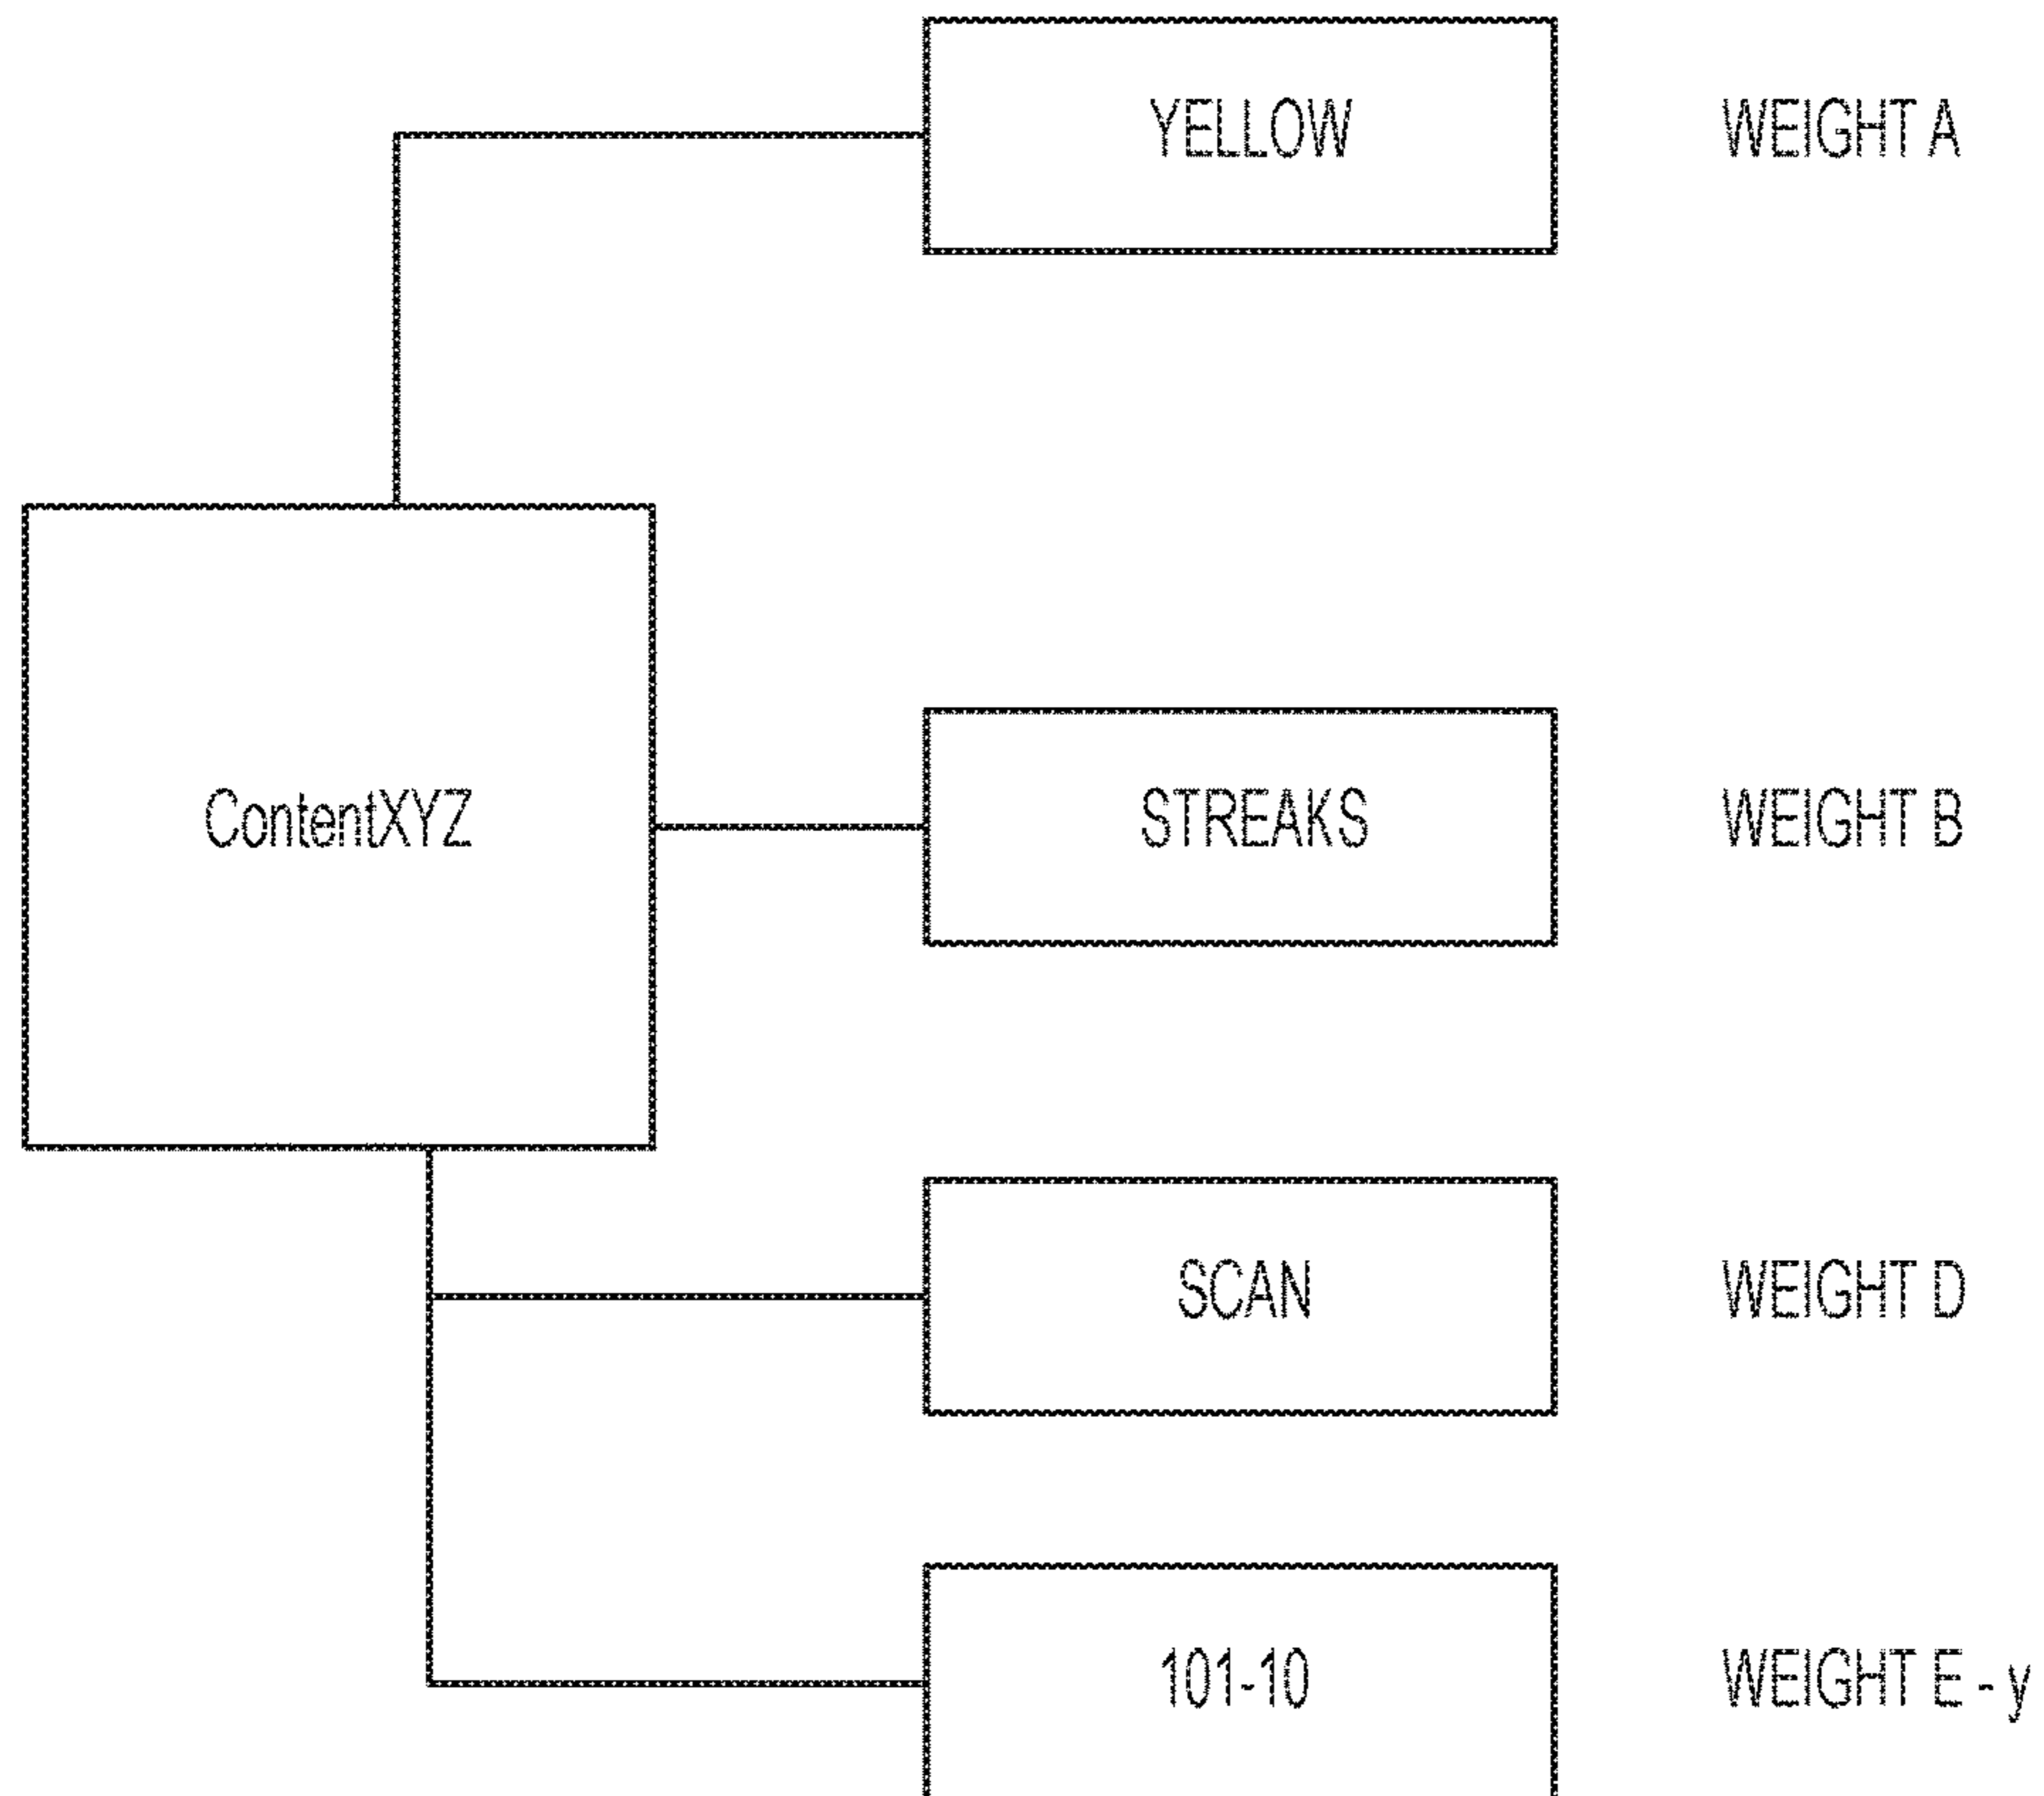 YELLOW WEIGHT A
ContentXYZ STREAKS WEIGHT B
SCAN WEIGHT D
101-10 WEIGHT E - y